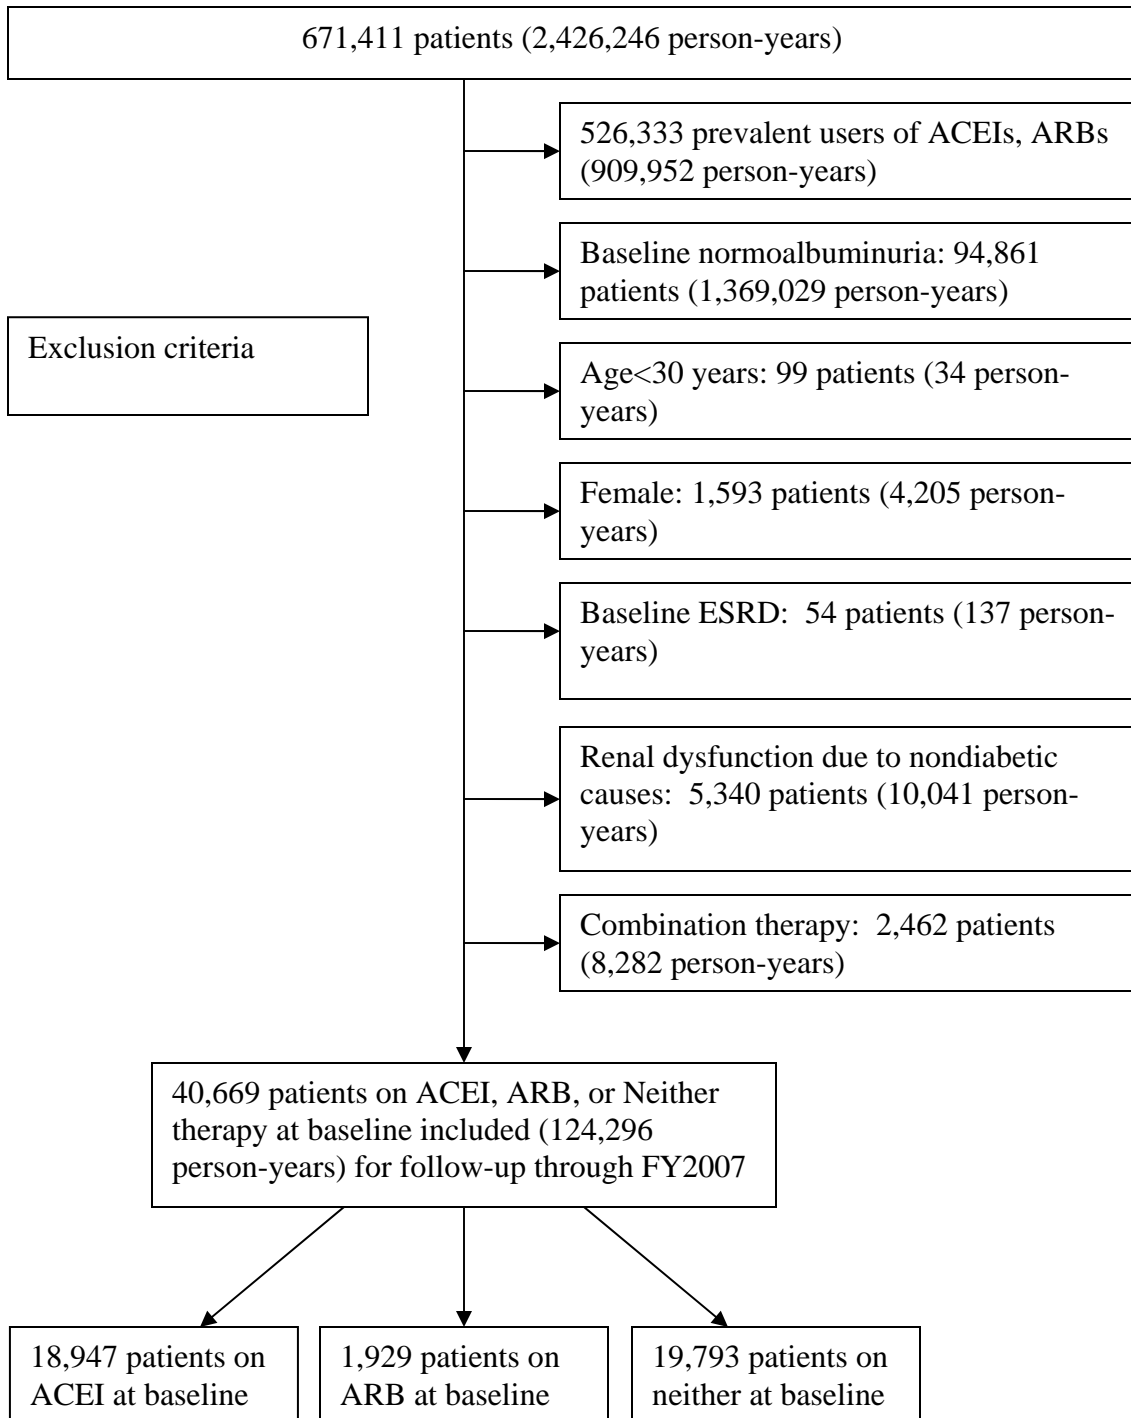 671,411 patients (2,426,246 person-years)
526,333 prevalent users of ACEIs, ARBs
(909,952 person-years)
Baseline normoalbuminuria: 94,861
patients (1,369,029 person-years)
Exclusion criteria
Age<30 years: 99 patients (34 person-
years)
Female: 1,593 patients (4,205 person-
years)
Baseline ESRD:  54 patients (137 person-
years)
Renal dysfunction due to nondiabetic
causes:  5,340 patients (10,041 person-
years)
Combination therapy:  2,462 patients
(8,282 person-years)
40,669 patients on ACEI, ARB, or Neither
therapy at baseline included (124,296
person-years) for follow-up through FY2007
18,947 patients on
ACEI at baseline
1,929 patients on
ARB at baseline
19,793 patients on
neither at baseline